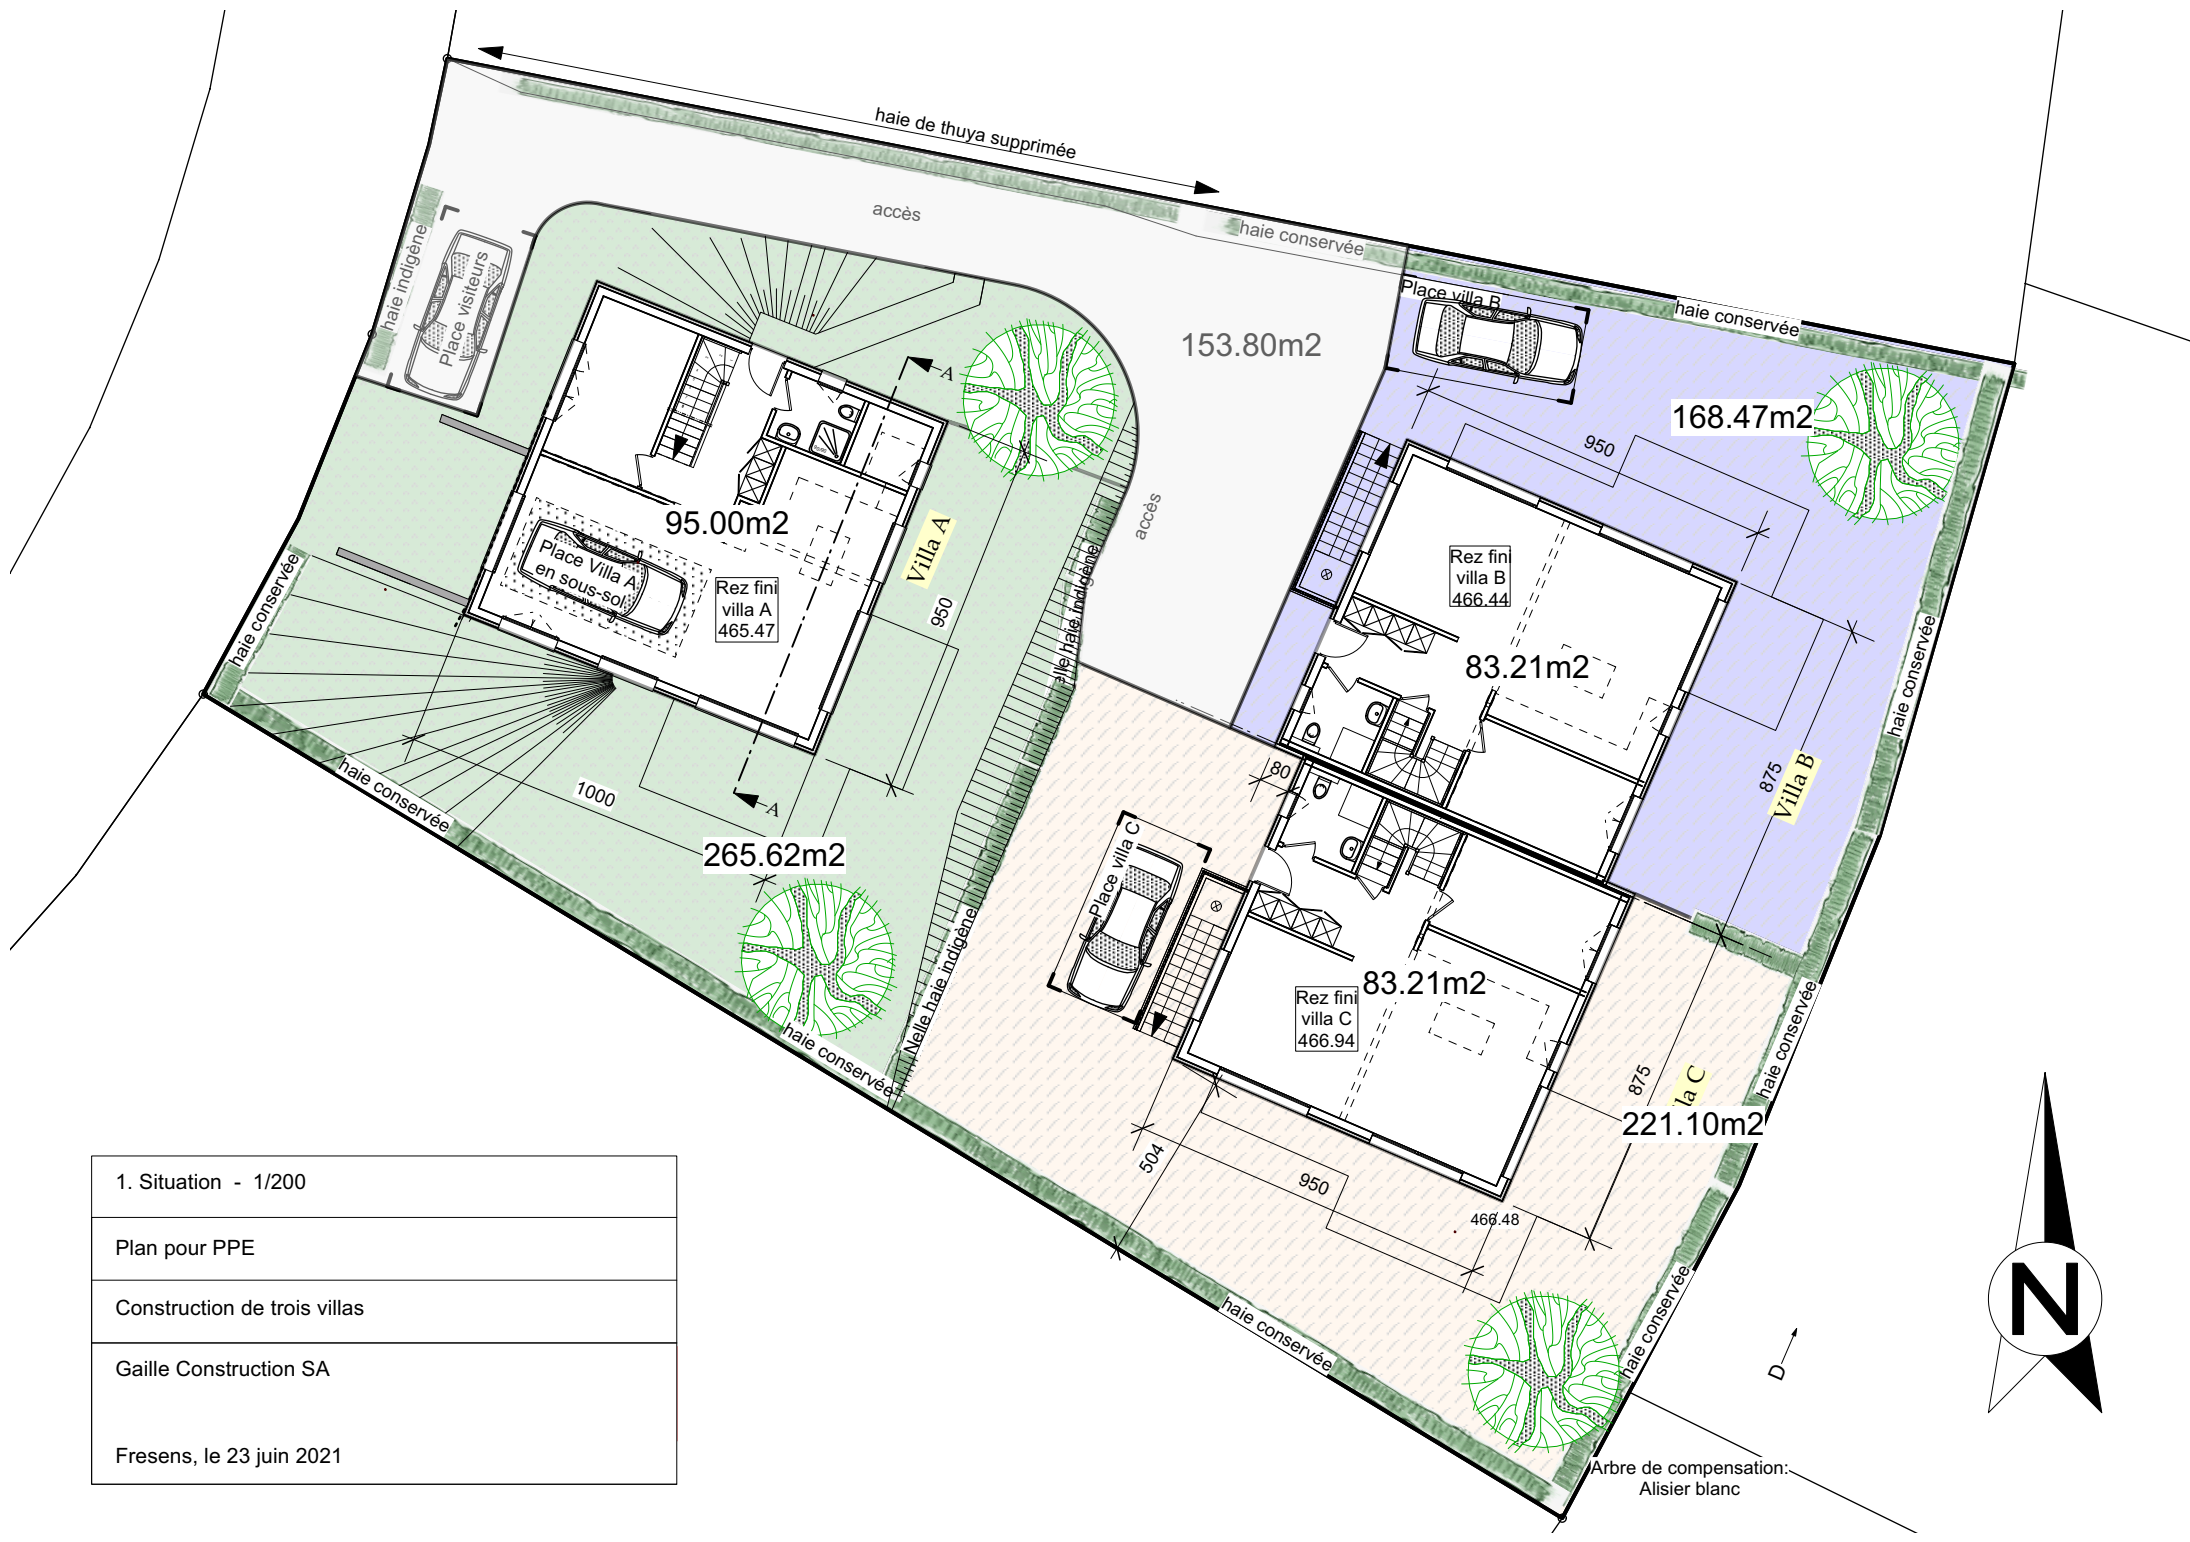 haie de thuya supprimée
accès
haie conservée
haie indigène
Place visiteurs
Place villa B
haie conservée
153.80m2
168.47m2
A
950
95.00m2
Villa A
accès
Rez fini
villa B
466.44
Place Villa A
en sous-sol
Rez fini
villa A
465.47
950
haie conservée
elle haie indigène
83.21m2
haie conservée
haie conservée
1000
A
80
875
Villa B
265.62m2
Place villa C
Nelle haie indigène
83.21m2
Rez fini
villa C
466.94
haie conservée
haie conservée
875
la C
221.10m2
504
950
466.48
haie conservée
haie conservée
D
Arbre de compensation:
Alisier blanc
N
1. Situation - 1/200
Plan pour PPE
Construction de trois villas
Gaille Construction SA
Fresens, le 23 juin 2021